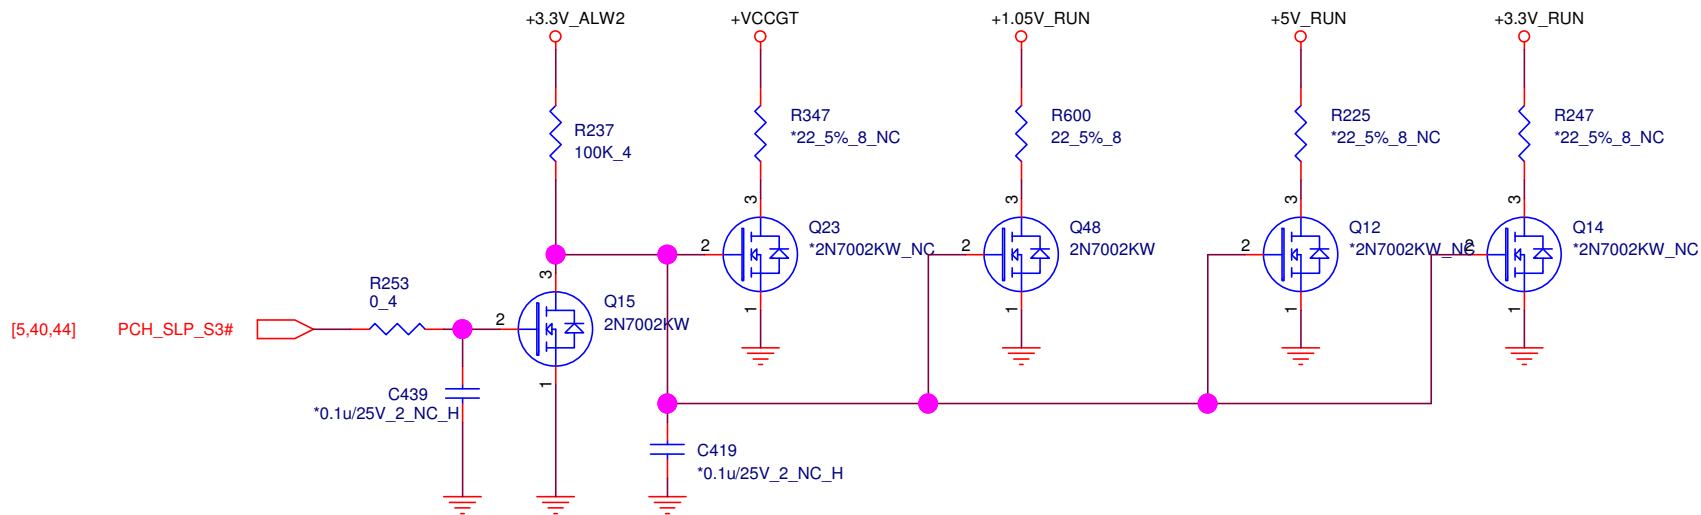 +3.3V_ALW2
+VCCGT
+1.05V_RUN
+5V_RUN
+3.3V_RUN
R237
100K_4
R347
*22_5%_8_NC
R600
22_5%_8
R225
*22_5%_8_NC
R247
*22_5%_8_NC
3
3
3
3
2
Q23
*2N7002KW_NC
2
Q48
2N7002KW
2
Q12
*2N7002KW_NC
2
Q14
*2N7002KW_NC
1
1
1
1
[5,40,44]
PCH_SLP_S3#
R253
0_4
3
2
Q15
2N7002KW
1
C439
*0.1u/25V_2_NC_H
C419
*0.1u/25V_2_NC_H